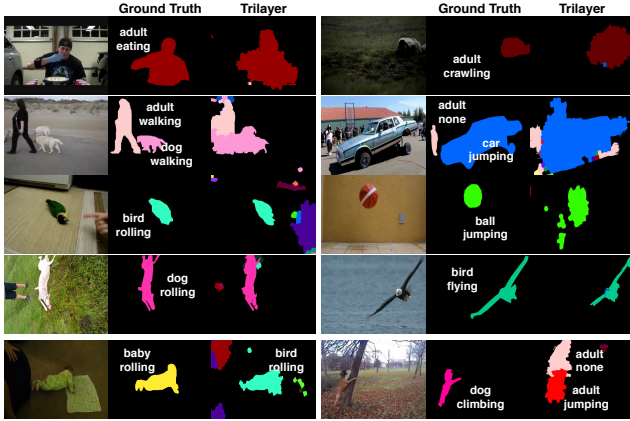 Ground Truth
Trilayer
Ground Truth
Trilayer
adult
eating
adult
crawling
adult
walking
dog
walking
adult
none
car
jumping
bird
rolling
ball
jumping
dog
rolling
bird
flying
baby
rolling
bird
rolling
dog
climbing
adult
none
adult
jumping